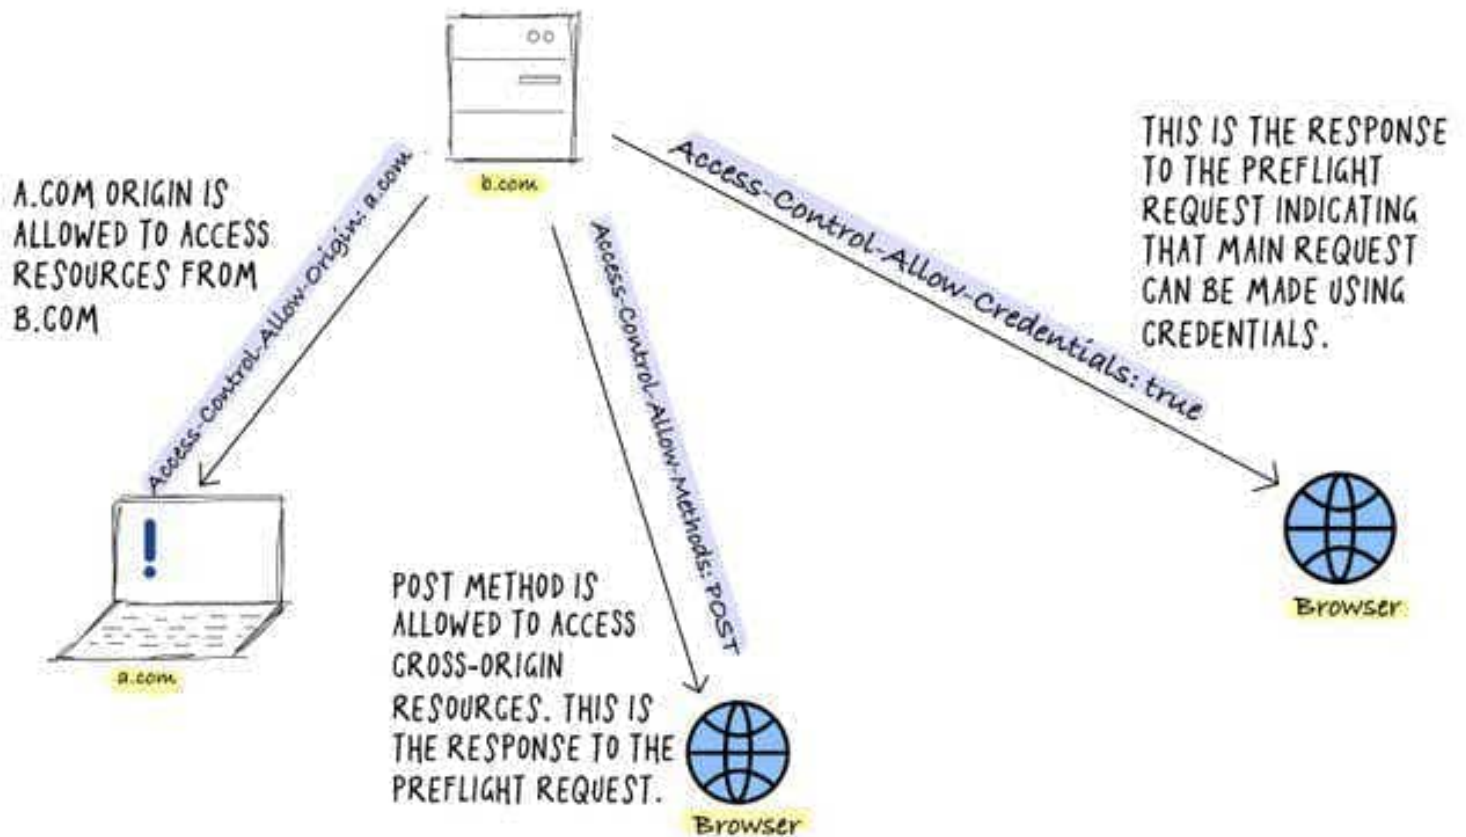 b.com
A.COM ORIGIN IS
ALLOWED TO ACCESS
RESOURCES FROM
B.COM
Access-Control-Allow-Origin: a.com
a.com
Access-Control-Allow-Methods: POST
POST METHOD IS
ALLOWED TO ACCESS
CROSS-ORIGIN
RESOURCES. THIS IS
THE RESPONSE TO THE
PREFLIGHT REQUEST.
Browser
Access-Control-Allow-Credentials: true
THIS IS THE RESPONSE
TO THE PREFLIGHT
REQUEST INDICATING
THAT MAIN REQUEST
CAN BE MADE USING
CREDENTIALS.
Browser